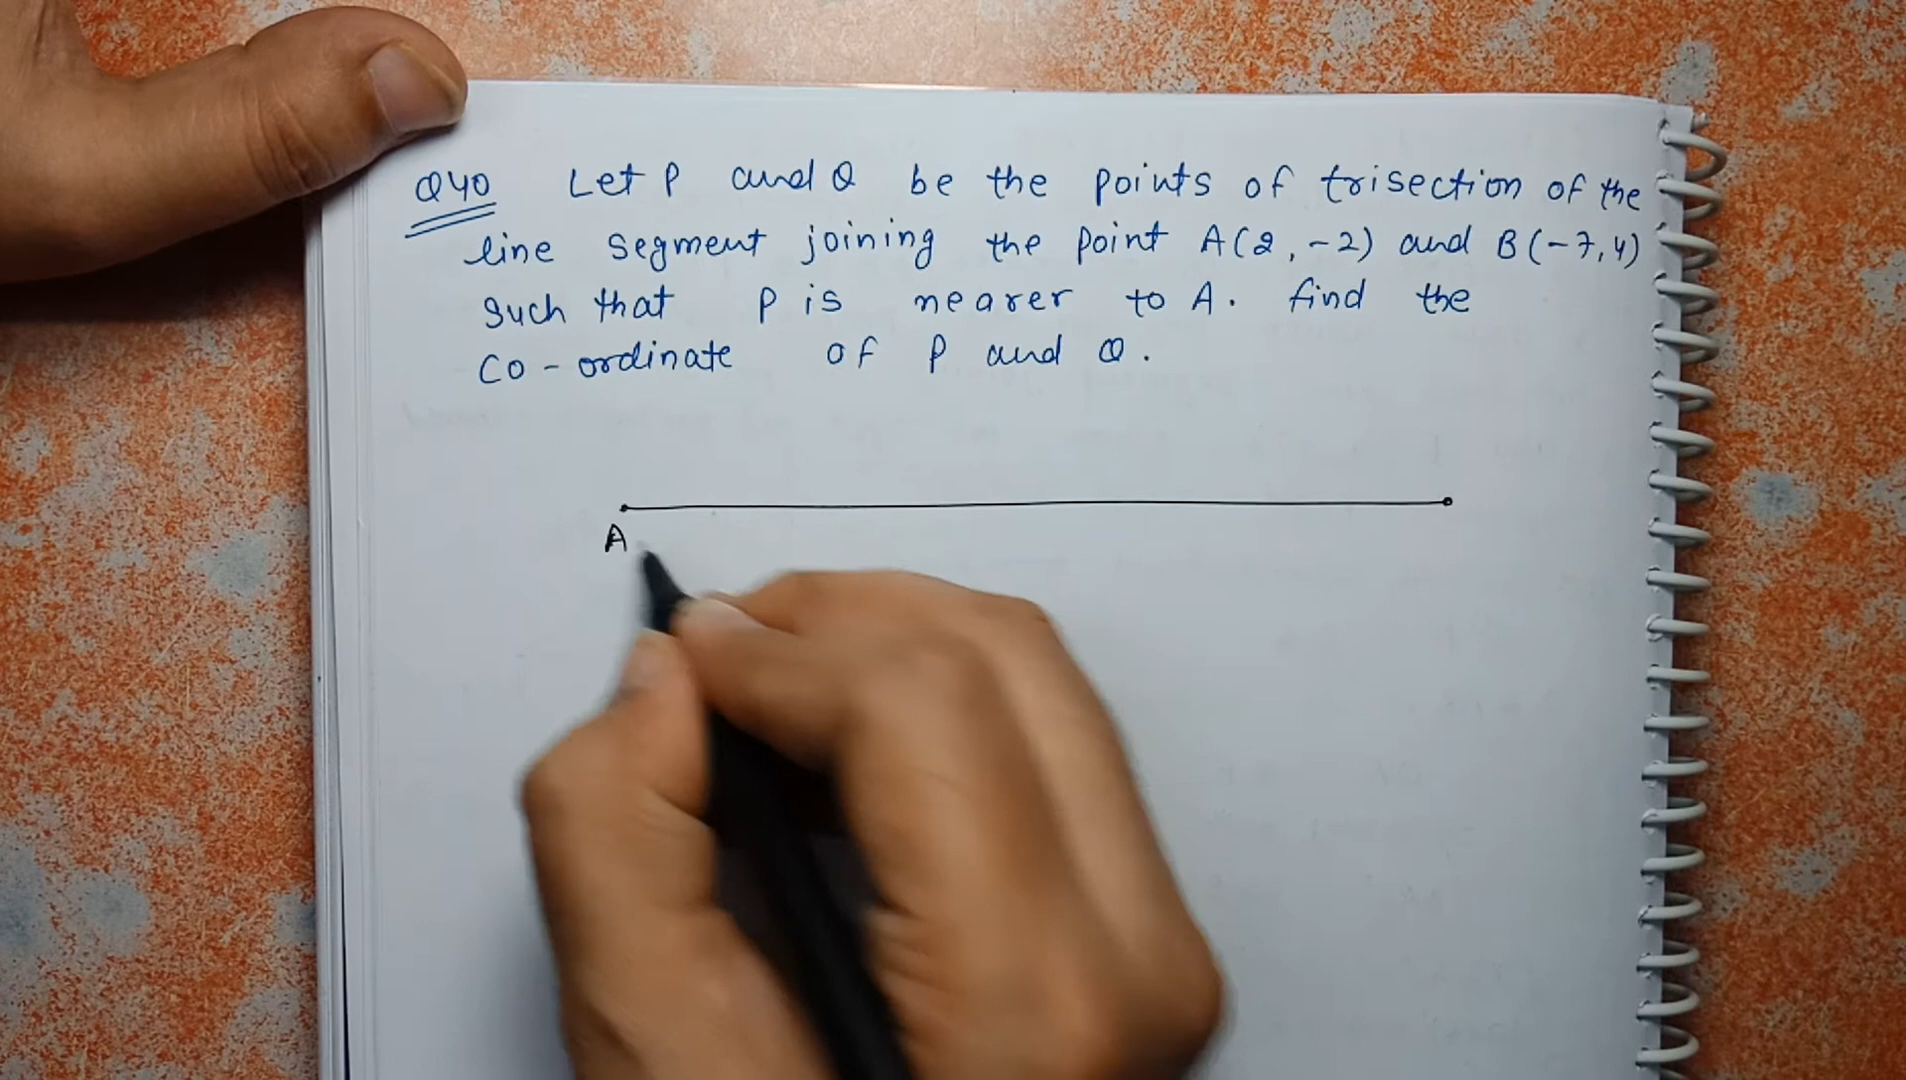 Q40 Let P and Q be the points of trisection of the
line segment joining the point A(2, -2) and B(-7,4)
such that P is nearer to A. find the
co-ordinate of P and Q.
A